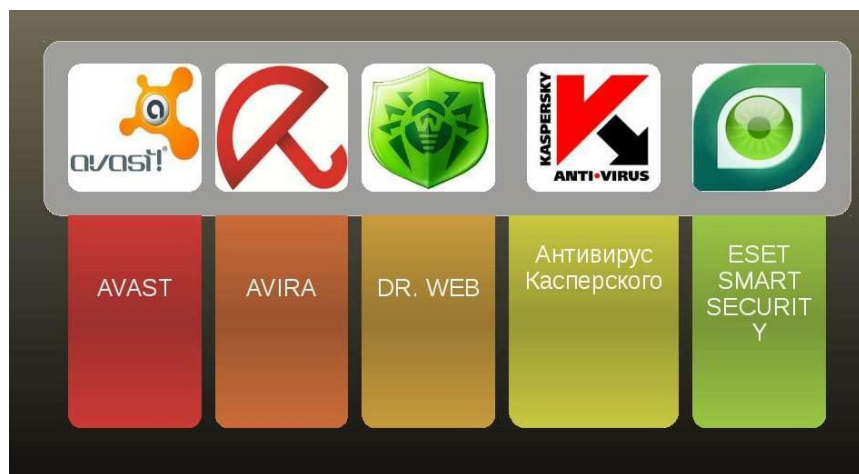 avast!
KASPERSKY
ANTI•VIRUS
AVAST
AVIRA
DR. WEB
Антивирус
Касперского
ESET
SMART
SECURIT
Y